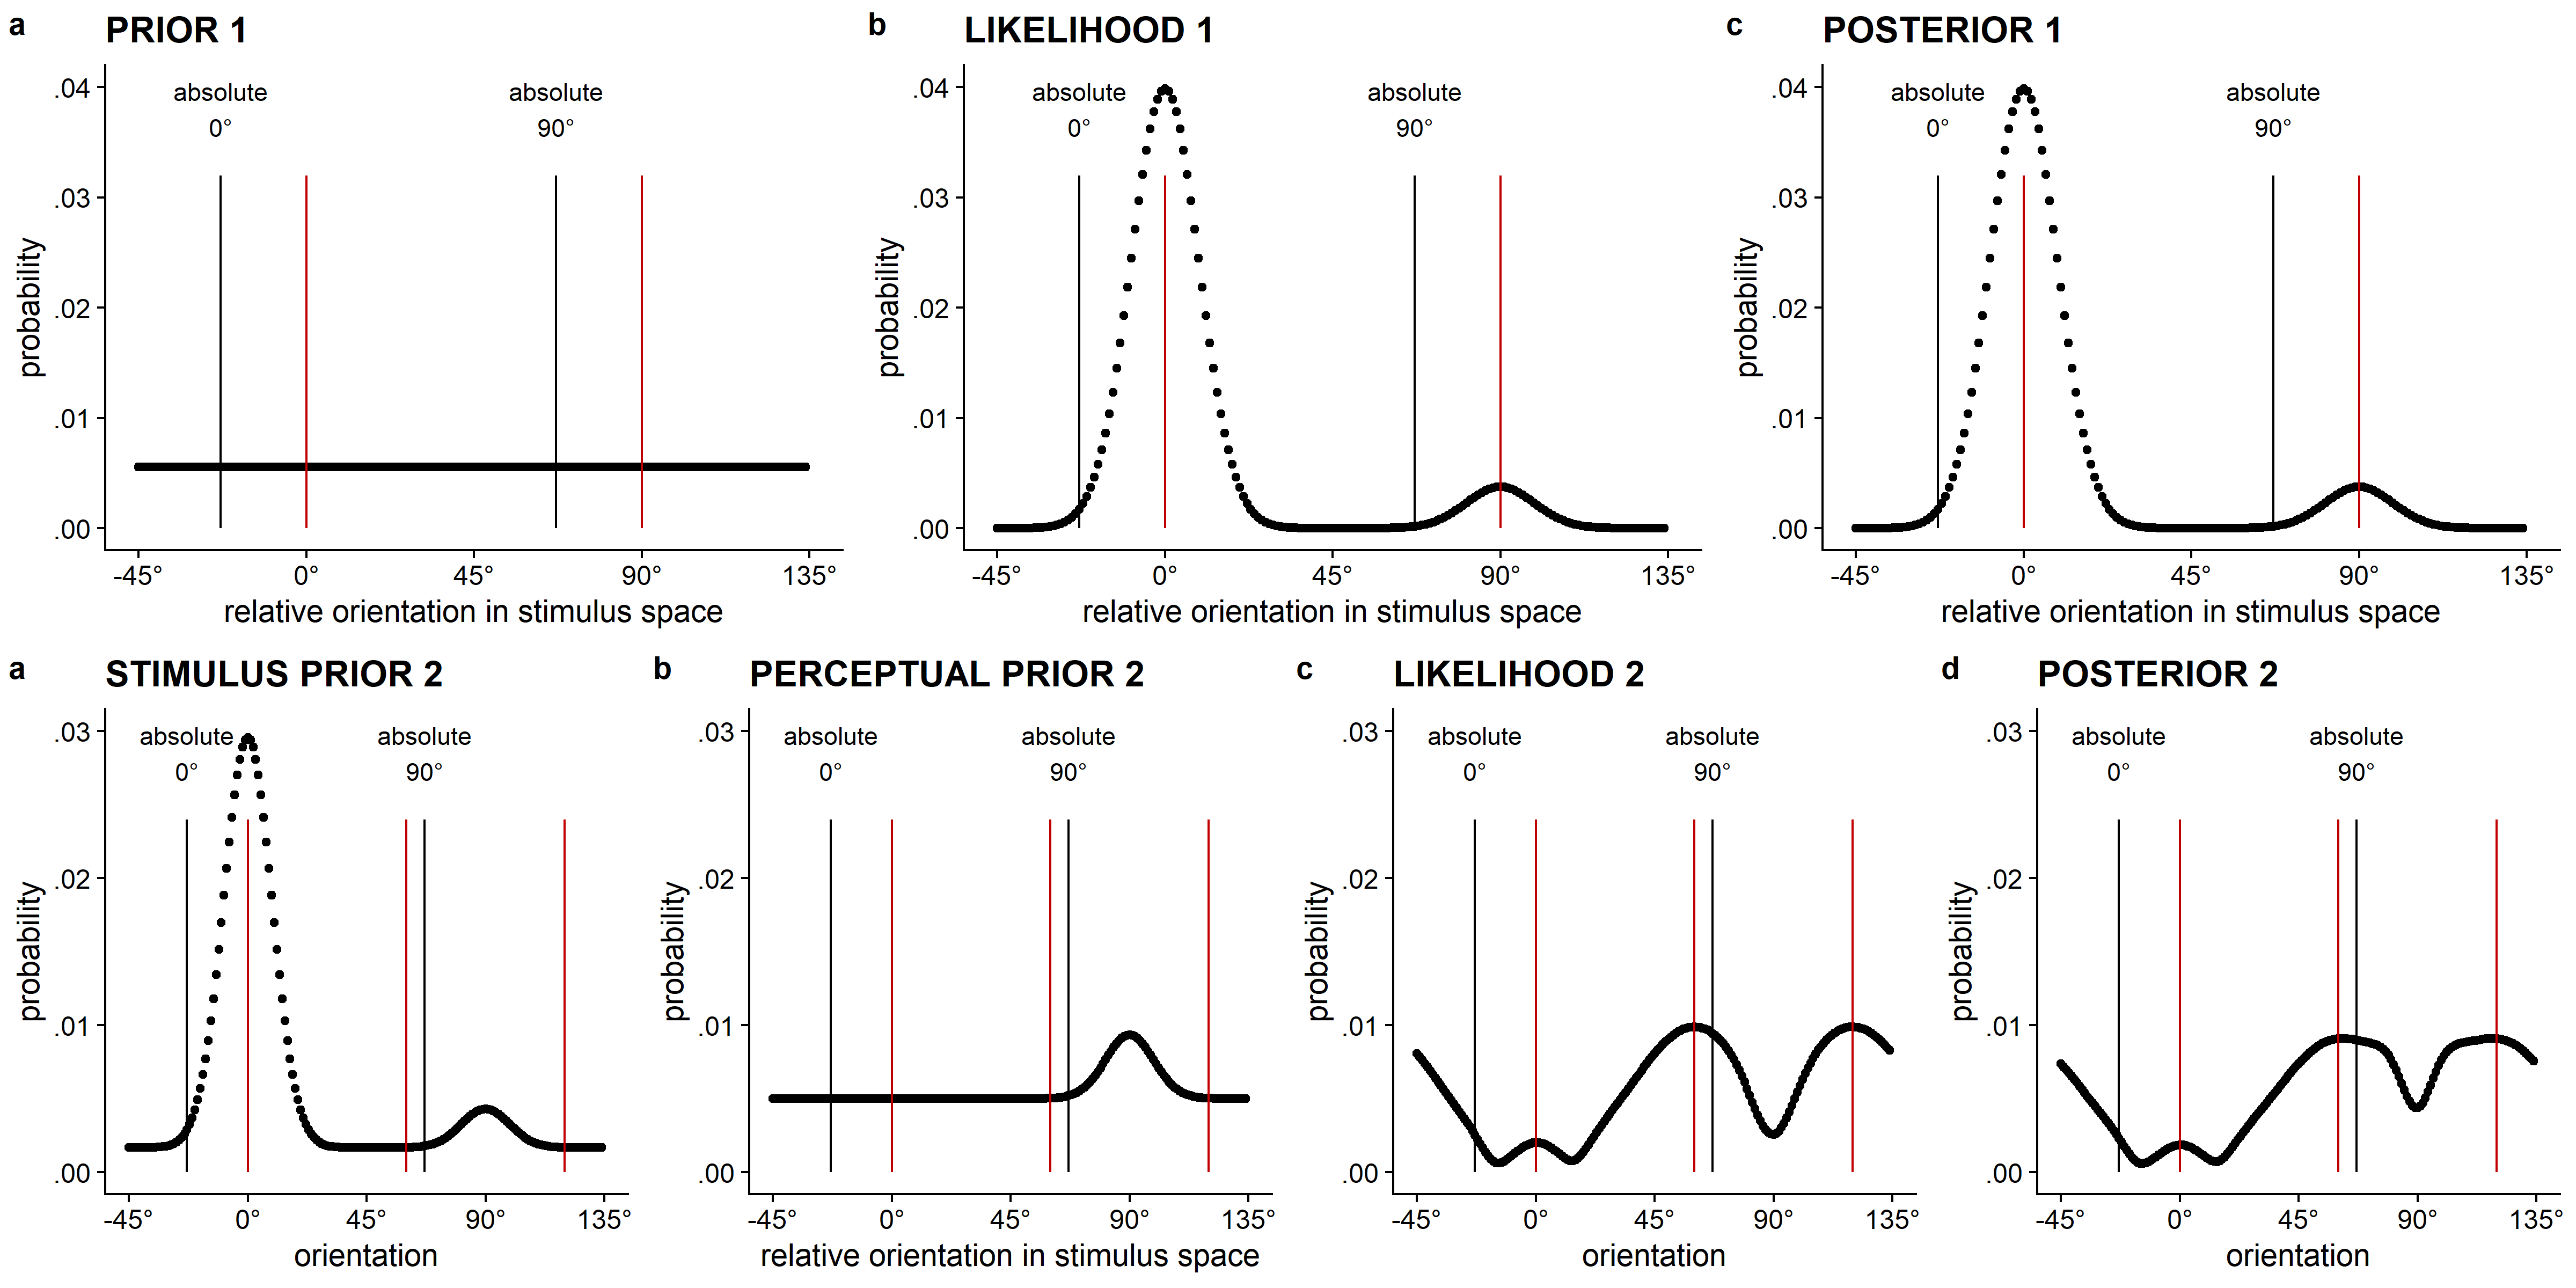 a PRIOR 1
absolute absolute
0° 90°
.04
.03
.02
.01
.00
probability
-45° 0° 45° 90° 135°
relative orientation in stimulus space
b LIKELIHOOD 1
absolute absolute
0° 90°
.04
.03
.02
.01
.00
probability
-45° 0° 45° 90° 135°
relative orientation in stimulus space
c POSTERIOR 1
absolute absolute
0° 90°
.04
.03
.02
.01
.00
probability
-45° 0° 45° 90° 135°
relative orientation in stimulus space
a STIMULUS PRIOR 2
absolute absolute
0° 90°
.03
.02
.01
.00
probability
-45° 0° 45° 90° 135°
orientation
b PERCEPTUAL PRIOR 2
absolute absolute
0° 90°
.03
.02
.01
.00
probability
-45° 0° 45° 90° 135°
relative orientation in stimulus space
c LIKELIHOOD 2
absolute absolute
0° 90°
.03
.02
.01
.00
probability
-45° 0° 45° 90° 135°
orientation
d POSTERIOR 2
absolute absolute
0° 90°
.03
.02
.01
.00
probability
-45° 0° 45° 90° 135°
orientation